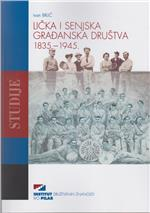 Ivan BRLIĆ
LIČKA I SENJSKA
GRAĐANSKA DRUŠTVA
1835.-1945.
STUDIJE
INSTITUT
DRUŠTVENIH ZNANOSTI
IVO PILAR